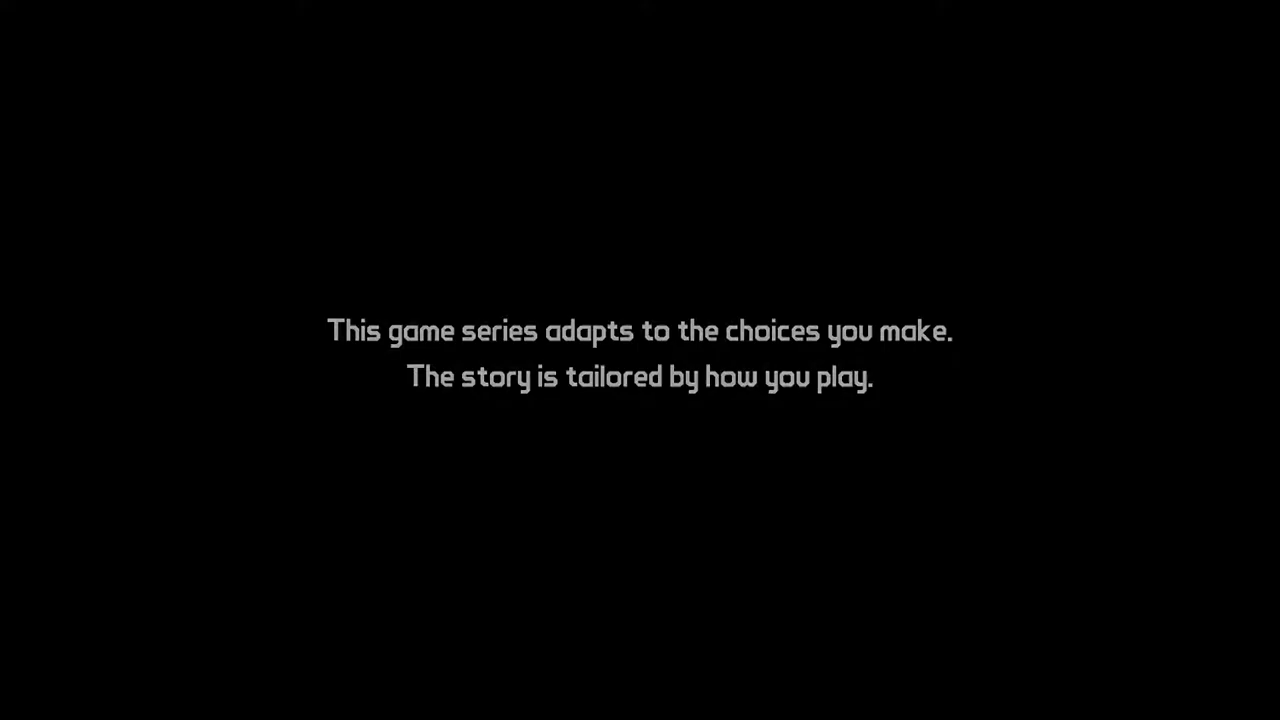 This game series adapts to the choices you make.
The story is tailored by how you play.